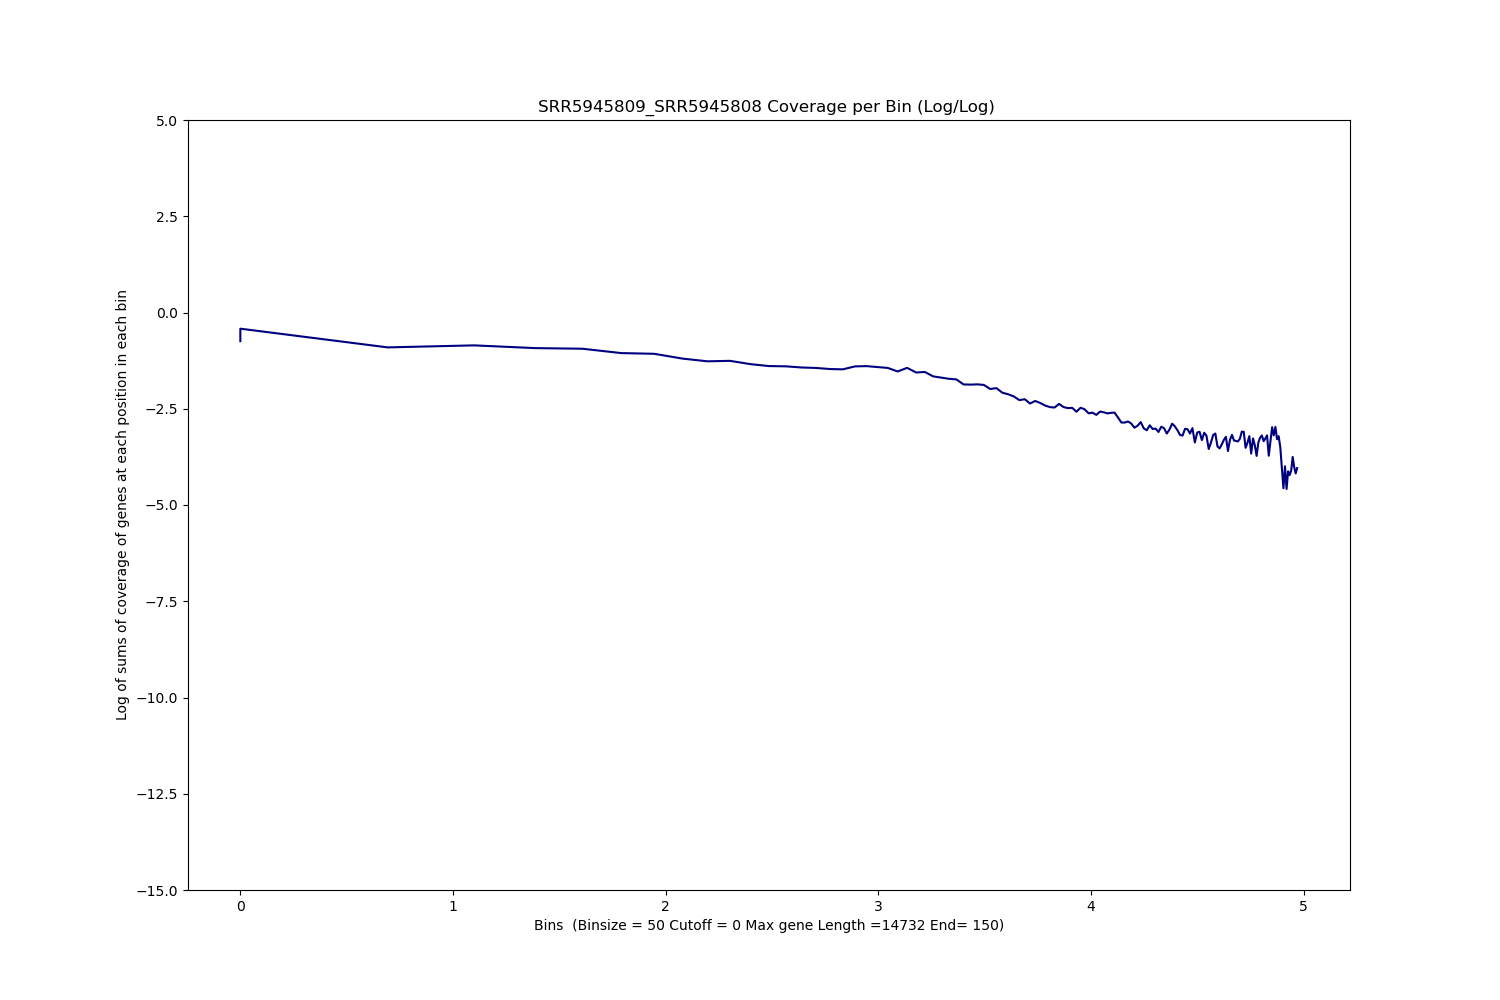 SRR5945809_SRR5945808 Coverage per Bin (Log/Log)
Log of sums of coverage of genes at each position in each bin
5.0
2.5
0.0
−2.5
−5.0
−7.5
−10.0
−12.5
−15.0
0 1 2 3 4 5
Bins  (Binsize = 50 Cutoff = 0 Max gene Length =14732 End= 150)